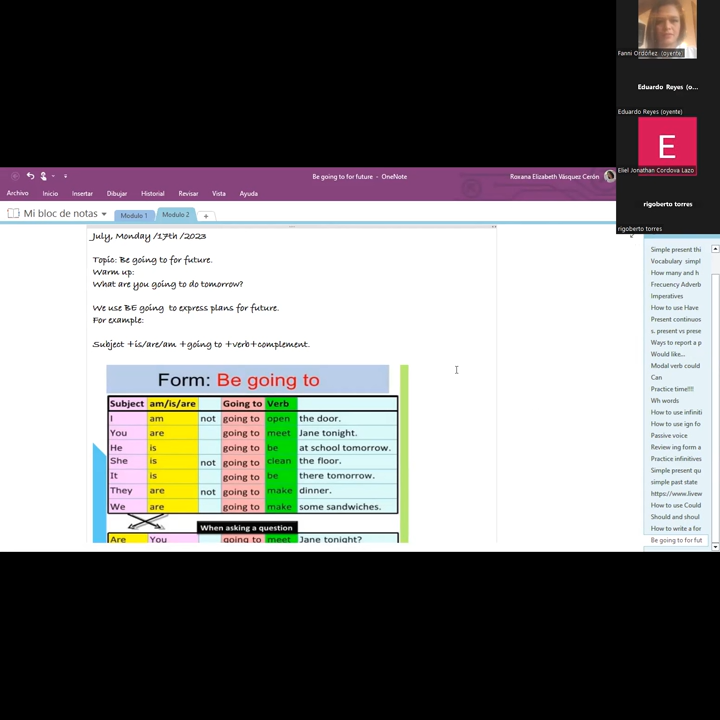 Fanni Ordóñez (oyente)
Eduardo Reyes (o...
Eduardo Reyes (oyente)
E
Eliel Jonathan Cordova Lazo
rigoberto torres
rigoberto torres
Be going to for future - OneNote
Roxana Elizabeth Vásquez Cerón
Archivo Inicio Insertar Dibujar Historial Revisar Vista Ayuda
Mi bloc de notas Modulo 1 Modulo 2 +
July, Monday /17th /2023
Topic: Be going to for future.
Warm up:
What are you going to do tomorrow?
We use BE going to express plans for future.
For example:
Subject +is/are/am +going to +verb+complement.
Form: Be going to
Subject am/is/are Going to Verb
I am not going to open the door.
You are going to meet Jane tonight.
He is going to be at school tomorrow.
She is not going to clean the floor.
It is going to be there tomorrow.
They are not going to make dinner.
We are going to make some sandwiches.
When asking a question
Are You going to meet Jane tonight?
Simple present thi
Vocabulary simpl
How many and h
Frecuency Adverb
Imperatives
How to use Have
Present continuos
s. present vs prese
Ways to report a p
Would like...
Modal verb could
Can
Practice time!!!!
Wh words
How to use infiniti
How to use ign fo
Passive voice
Review ing form a
Practice infinitives
Simple present qu
simple past state
https://www.livew
How to use Could
Should and shoul
How to write a for
Be going to for fut